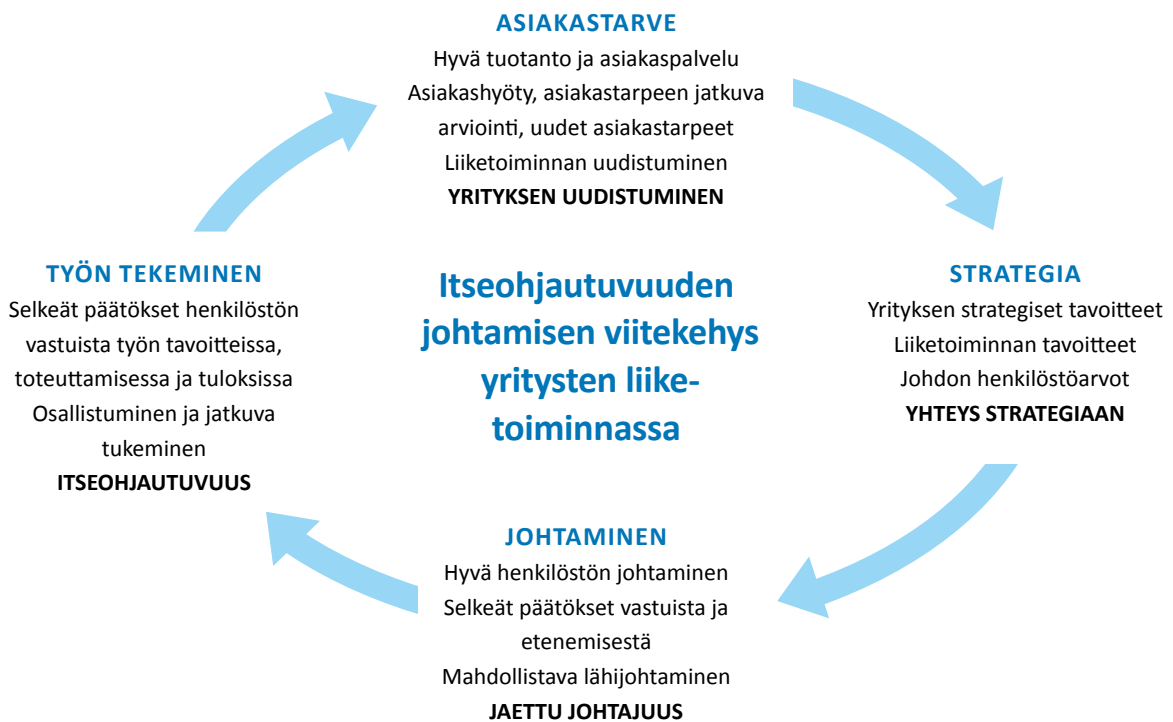 ASIAKASTARVE
Hyvä tuotanto ja asiakaspalvelu
Asiakashyöty, asiakastarpeen jatkuva
arviointi, uudet asiakastarpeet
Liiketoiminnan uudistuminen
YRITYKSEN UUDISTUMINEN
TYÖN TEKEMINEN
Selkeät päätökset henkilöstön
vastuista työn tavoitteissa,
toteuttamisessa ja tuloksissa
Osallistuminen ja jatkuva
tukeminen
ITSEOHJAUTUVUUS
Itseohjautuvuuden
johtamisen viitekehys
yritysten liike-
toiminnassa
STRATEGIA
Yrityksen strategiset tavoitteet
Liiketoiminnan tavoitteet
Johdon henkilöstöarvot
YHTEYS STRATEGIAAN
JOHTAMINEN
Hyvä henkilöstön johtaminen
Selkeät päätökset vastuista ja
etenemisestä
Mahdollistava lähijohtaminen
JAETTU JOHTAJUUS